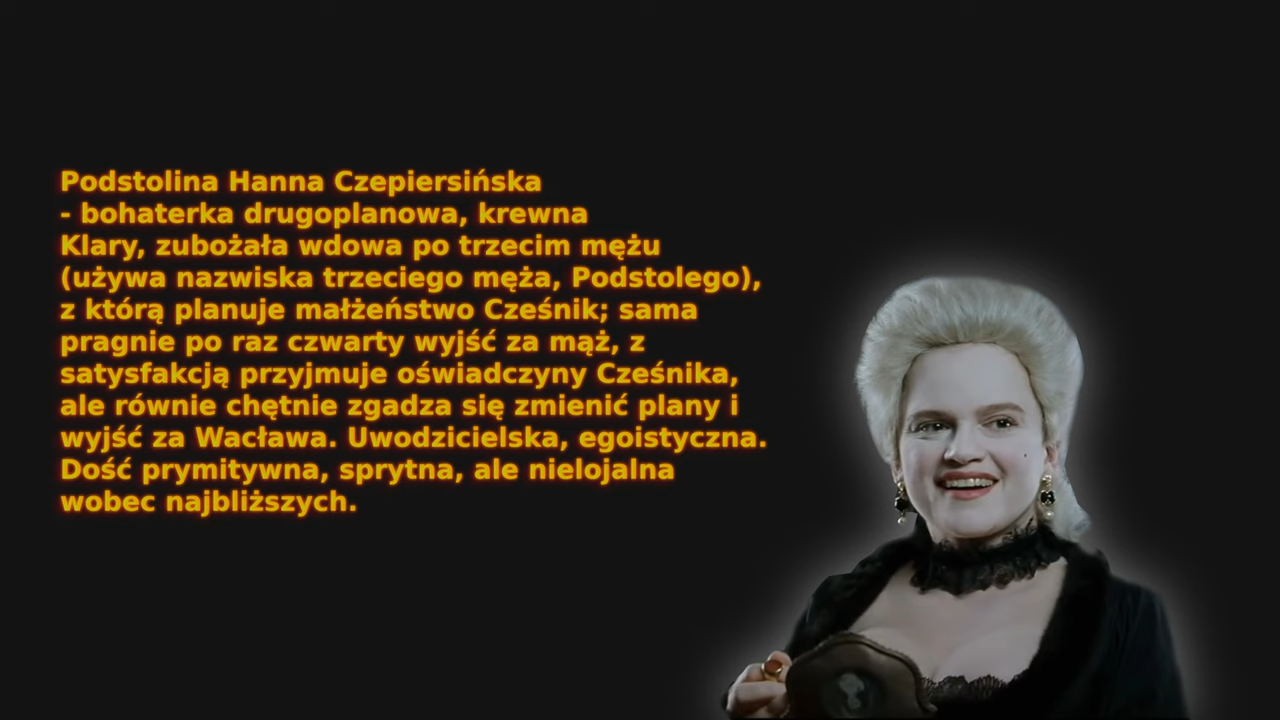 Podstolina Hanna Czepiersińska
- bohaterka drugoplanowa, krewna
Klary, zubożała wdowa po trzecim mężu
(używa nazwiska trzeciego męża, Podstolego),
z którą planuje małżeństwo Cześnik; sama
pragnie po raz czwarty wyjść za mąż, z
satysfakcją przyjmuje oświadczyny Cześnika,
ale równie chętnie zgadza się zmienić plany i
wyjść za Wacława. Uwodzicielska, egoistyczna.
Dość prymitywna, sprytna, ale nielojalna
wobec najbliższych.